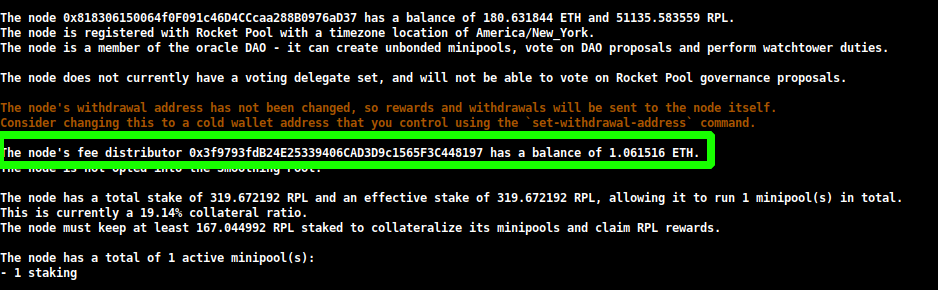 The node 0x818306150064f0F091c46D4CCcaa288B0976aD37 has a balance of 180.631844 ETH and 51135.583559 RPL.
The node is registered with Rocket Pool with a timezone location of America/New_York.
The node is a member of the oracle DAO - it can create unbonded minipools, vote on DAO proposals and perform watchtower duties.
The node does not currently have a voting delegate set, and will not be able to vote on Rocket Pool governance proposals.
The node's withdrawal address has not been changed, so rewards and withdrawals will be sent to the node itself.
Consider changing this to a cold wallet address that you control using the `set-withdrawal-address` command.
The node's fee distributor 0x3f9793fdB24E25339406CAD3D9c1565F3C448197 has a balance of 1.061516 ETH.
The node is not opted into the Smoothing Pool.
The node has a total stake of 319.672192 RPL and an effective stake of 319.672192 RPL, allowing it to run 1 minipool(s) in total.
This is currently a 19.14% collateral ratio.
The node must keep at least 167.044992 RPL staked to collateralize its minipools and claim RPL rewards.
The node has a total of 1 active minipool(s):
- 1 staking